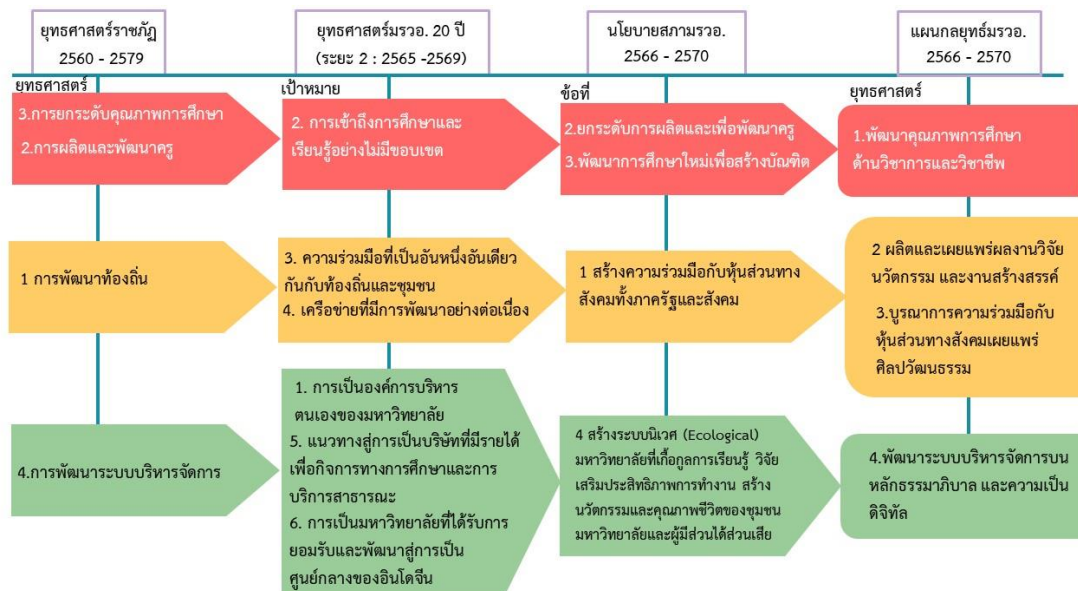 ยุทธศาสตร์ราชภัฏ
2560 - 2579
ยุทธศาสตร์มรวอ. 20 ปี
(ระยะ 2 : 2565 -2569)
นโยบายสภามรวอ.
2566 - 2570
แผนกลยุทธ์มรวอ.
2566 - 2570
ยุทธศาสตร์
เป้าหมาย
ข้อที่
ยุทธศาสตร์
3.การยกระดับคุณภาพการศึกษา
2.การผลิตและพัฒนาครู
2. การเข้าถึงการศึกษาและ
เรียนรู้อย่างไม่มีขอบเขต
2.ยกระดับการผลิตและเพื่อพัฒนาครู
3.พัฒนาการศึกษาใหม่เพื่อสร้างบัณฑิต
1.พัฒนาคุณภาพการศึกษา
ด้านวิชาการและวิชาชีพ
1 การพัฒนาท้องถิ่น
3. ความร่วมมือที่เป็นอันหนึ่งอันเดียว
กันกับท้องถิ่นและชุมชน
4. เครือข่ายที่มีการพัฒนาอย่างต่อเนื่อง
1 สร้างความร่วมมือกับหุ้นส่วนทาง
สังคมทั้งภาครัฐและสังคม
2 ผลิตและเผยแพร่ผลงานวิจัย
นวัตกรรม และงานสร้างสรรค์
3.บูรณาการความร่วมมือกับ
หุ้นส่วนทางสังคมเผยแพร่
ศิลปวัฒนธรรม
4.การพัฒนาระบบบริหารจัดการ
1. การเป็นองค์การบริหาร
ตนเองของมหาวิทยาลัย
5. แนวทางสู่การเป็นบริษัทที่มีรายได้
เพื่อกิจการทางการศึกษาและการ
บริการสาธารณะ
6. การเป็นมหาวิทยาลัยที่ได้รับการ
ยอมรับและพัฒนาสู่การเป็น
ศูนย์กลางของอินโดจีน
4 สร้างระบบนิเวศ (Ecological)
มหาวิทยาลัยที่เกื้อกูลการเรียนรู้ วิจัย
เสริมประสิทธิภาพการทำงาน สร้าง
นวัตกรรมและคุณภาพชีวิตของชุมชน
มหาวิทยาลัยและผู้มีส่วนได้ส่วนเสีย
4.พัฒนาระบบบริหารจัดการบน
หลักธรรมาภิบาล และความเป็น
ดิจิทัล